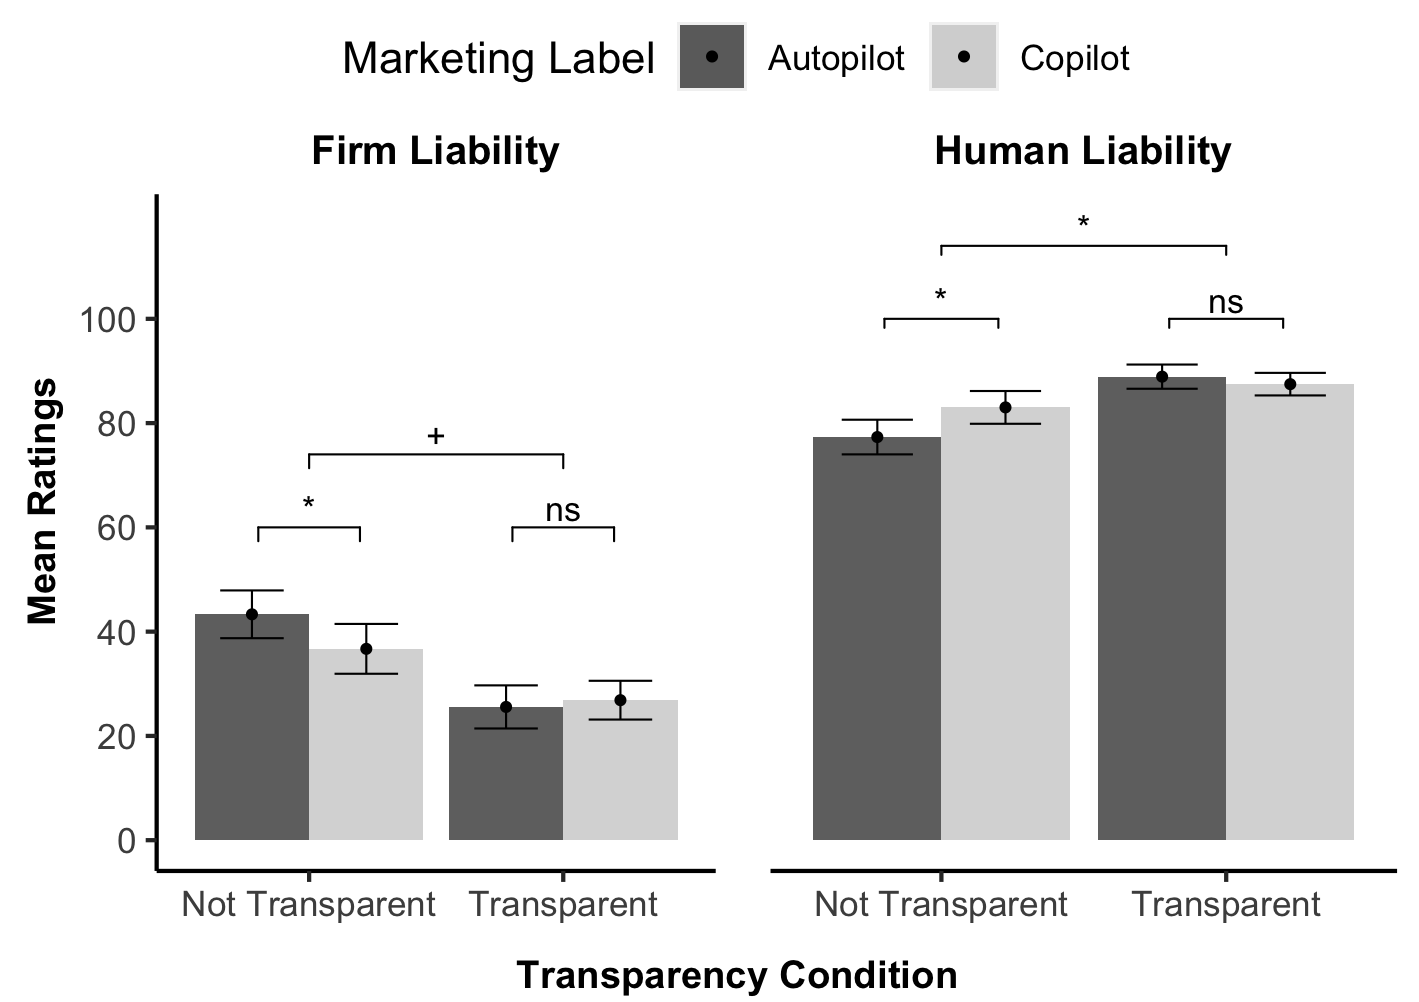 Marketing Label Autopilot Copilot
Firm Liability Human Liability
*
* ns
100
80
+
* ns
60
40
20
0
Mean Ratings
Not Transparent Transparent Not Transparent Transparent
Transparency Condition